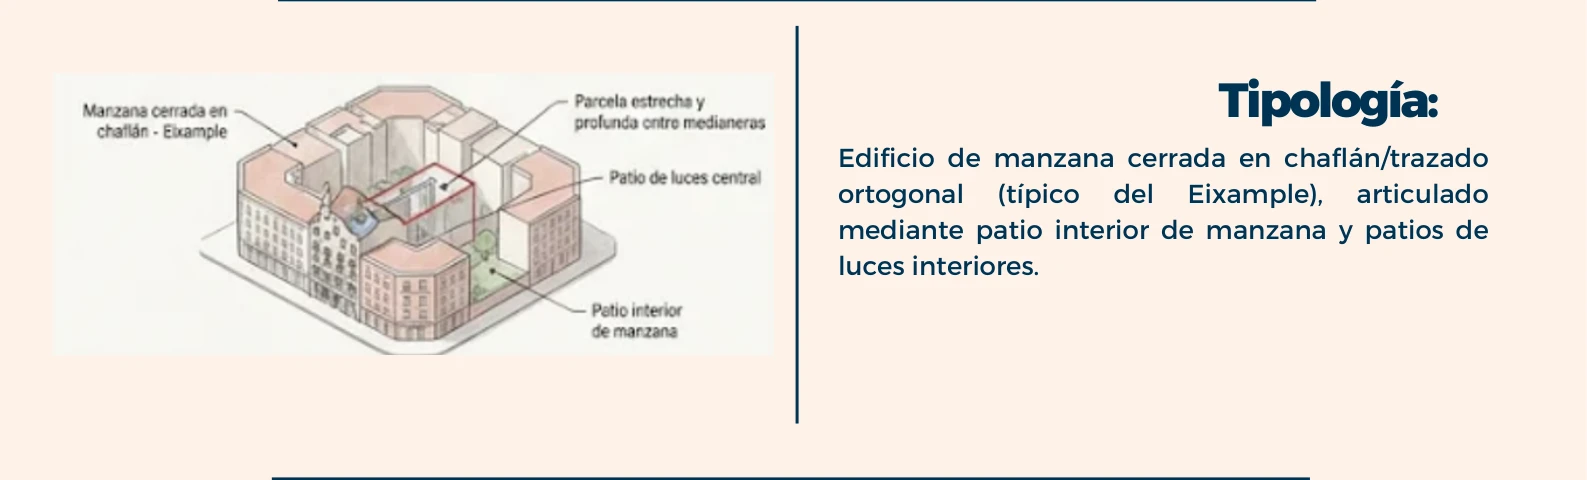 Manzana cerrada en
chaflán - Eixample
Parcela estrecha y
profunda ontre medianeras
Patio de luces central
Patio interior
de manzana
Tipología:
Edificio de manzana cerrada en chaflán/trazado
ortogonal (típico del Eixample), articulado
mediante patio interior de manzana y patios de
luces interiores.